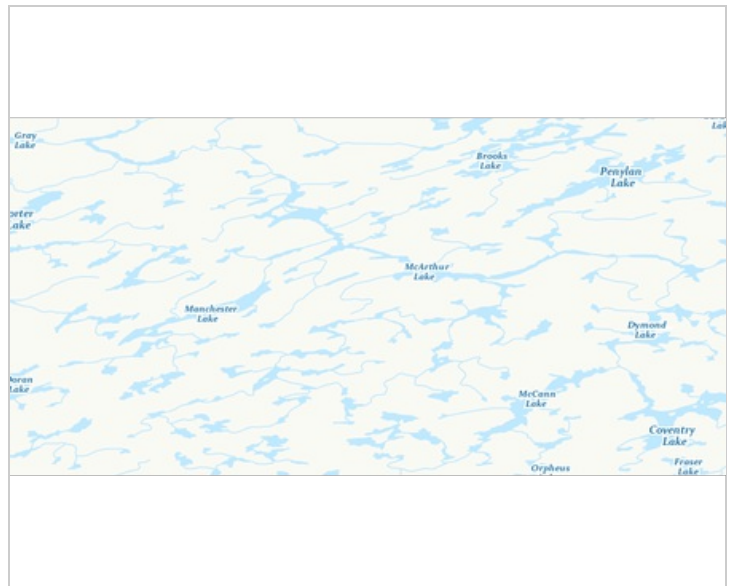 Gray
Lake
Brooks
Lake
Penylan
Lake
McArthur
Lake
Manchester
Lake
Dymond
Lake
McCann
Lake
Coventry
Lake
Fraser
Lake
Orpheus